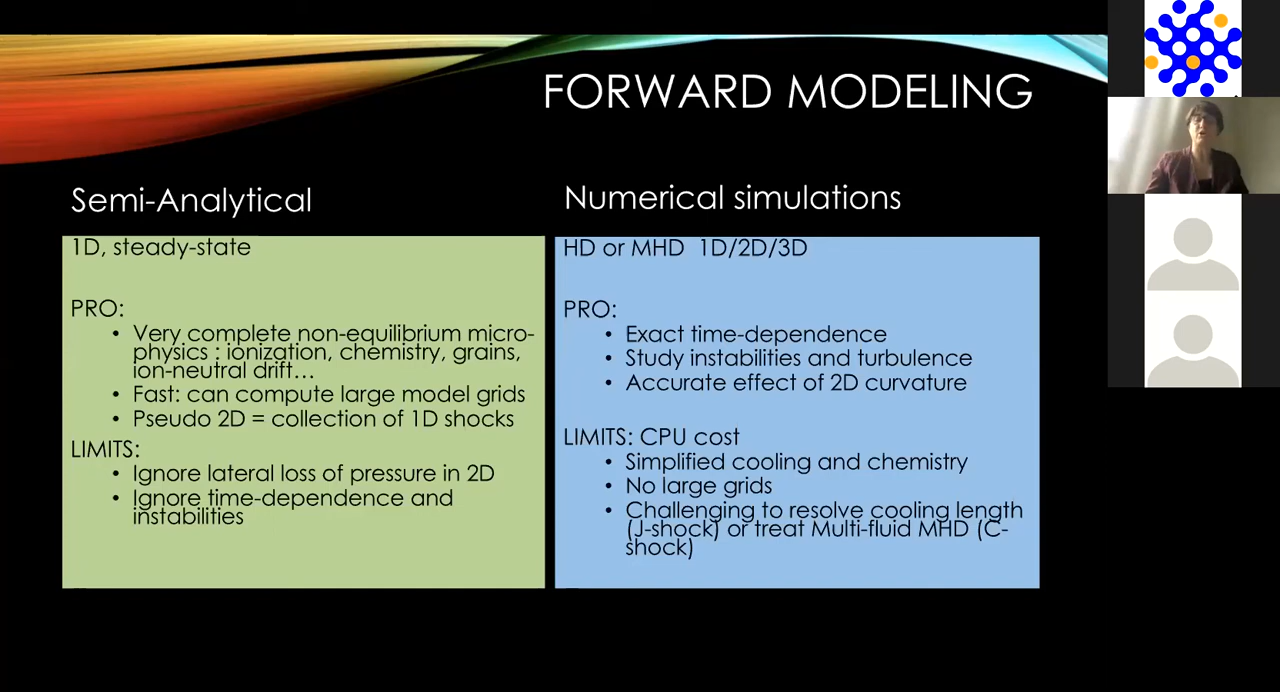 FORWARD MODELING
Semi-Analytical
1D, steady-state
PRO:
• Very complete non-equilibrium micro-
physics : ionization, chemistry, grains,
ion-neutral drift…
• Fast: can compute large model grids
• Pseudo 2D = collection of 1D shocks
LIMITS:
• Ignore lateral loss of pressure in 2D
• Ignore time-dependence and
instabilities
Numerical simulations
HD or MHD 1D/2D/3D
PRO:
• Exact time-dependence
• Study instabilities and turbulence
• Accurate effect of 2D curvature
LIMITS: CPU cost
• Simplified cooling and chemistry
• No large grids
• Challenging to resolve cooling length
(J-shock) or treat Multi-fluid MHD (C-
shock)